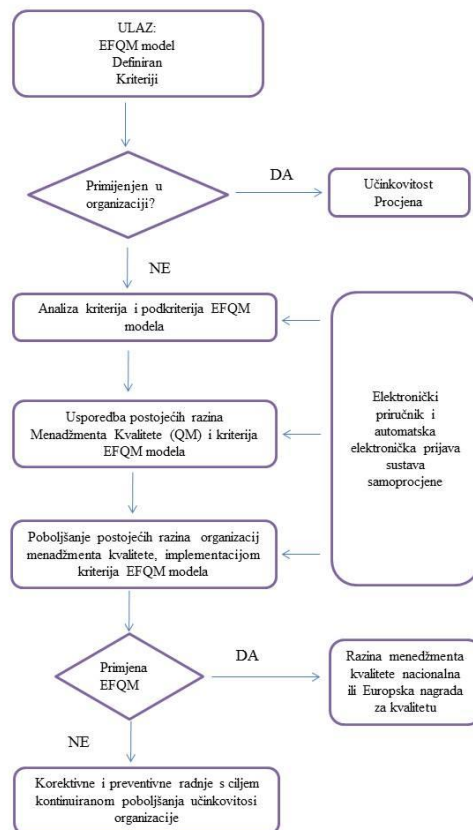 ULAZ:
EFQM model
Definiran
Kriteriji
Primijenjen u
organizaciji?
DA
Učinkovitost
Procjena
NE
Analiza kriterija i podkriterija EFQM
modela
Usporedba postojećih razina
Menadžmenta Kvalitete (QM) i kriterija
EFQM modela
Elektronički
priručnik i
automatska
elektronička prijava
sustava
samoprocjene
Poboljšanje postojećih razina organizacij
menadžmenta kvalitete, implementacijom
kriterija EFQM modela
Primjena
EFQM
DA
Razina menedžmenta
kvalitete nacionalna
ili Europska nagrada
za kvalitetu
NE
Korektivne i preventivne radnje s ciljem
kontinuiranom poboljšanja učinkovitosi
organizacije